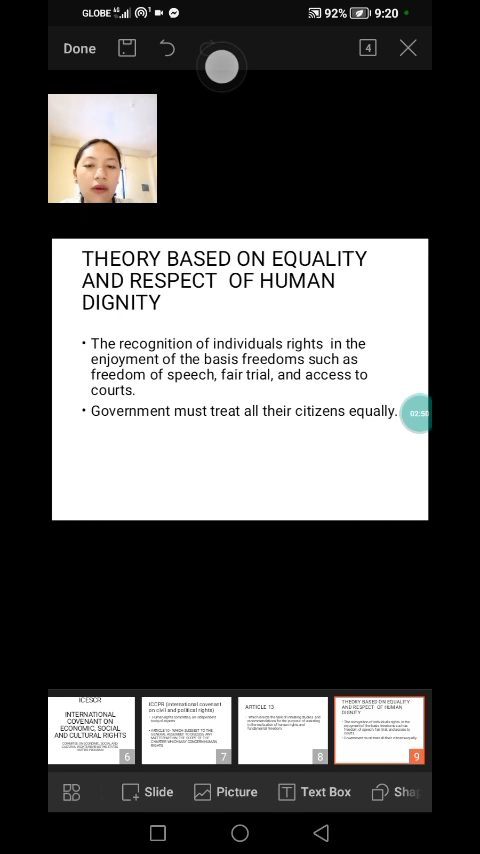 GLOBE 4G 92% 9:20
Done 4
THEORY BASED ON EQUALITY
AND RESPECT OF HUMAN
DIGNITY
• The recognition of individuals rights in the
enjoyment of the basis freedoms such as
freedom of speech, fair trial, and access to
courts.
• Government must treat all their citizens equally.
02:50
ICESCR
INTERNATIONAL
COVENANT ON
ECONOMIC, SOCIAL
AND CULTURAL RIGHTS
6
ICCPR (international covenant
on civil and political rights)
7
ARTICLE 13
8
THEORY BASED ON EQUALITY
AND RESPECT OF HUMAN
DIGNITY
9
Slide Picture Text Box Sha